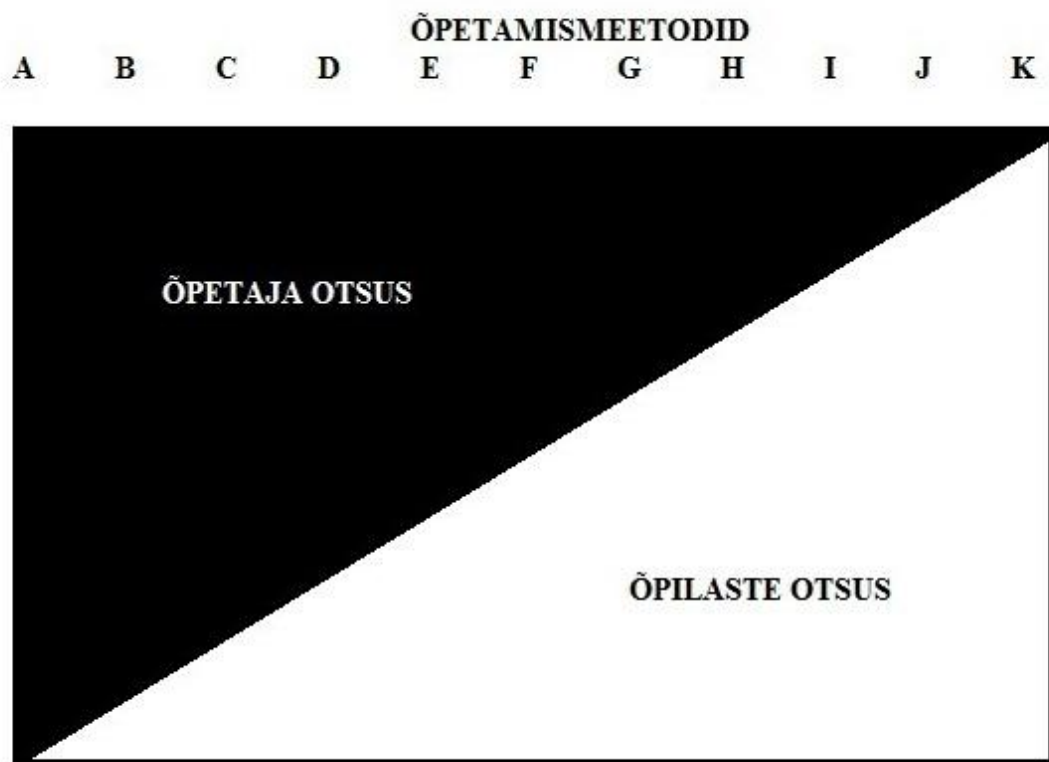 ÕPETAMISMEETODID
A B C D E F G H I J K
ÕPETAJA OTSUS
ÕPILASTE OTSUS